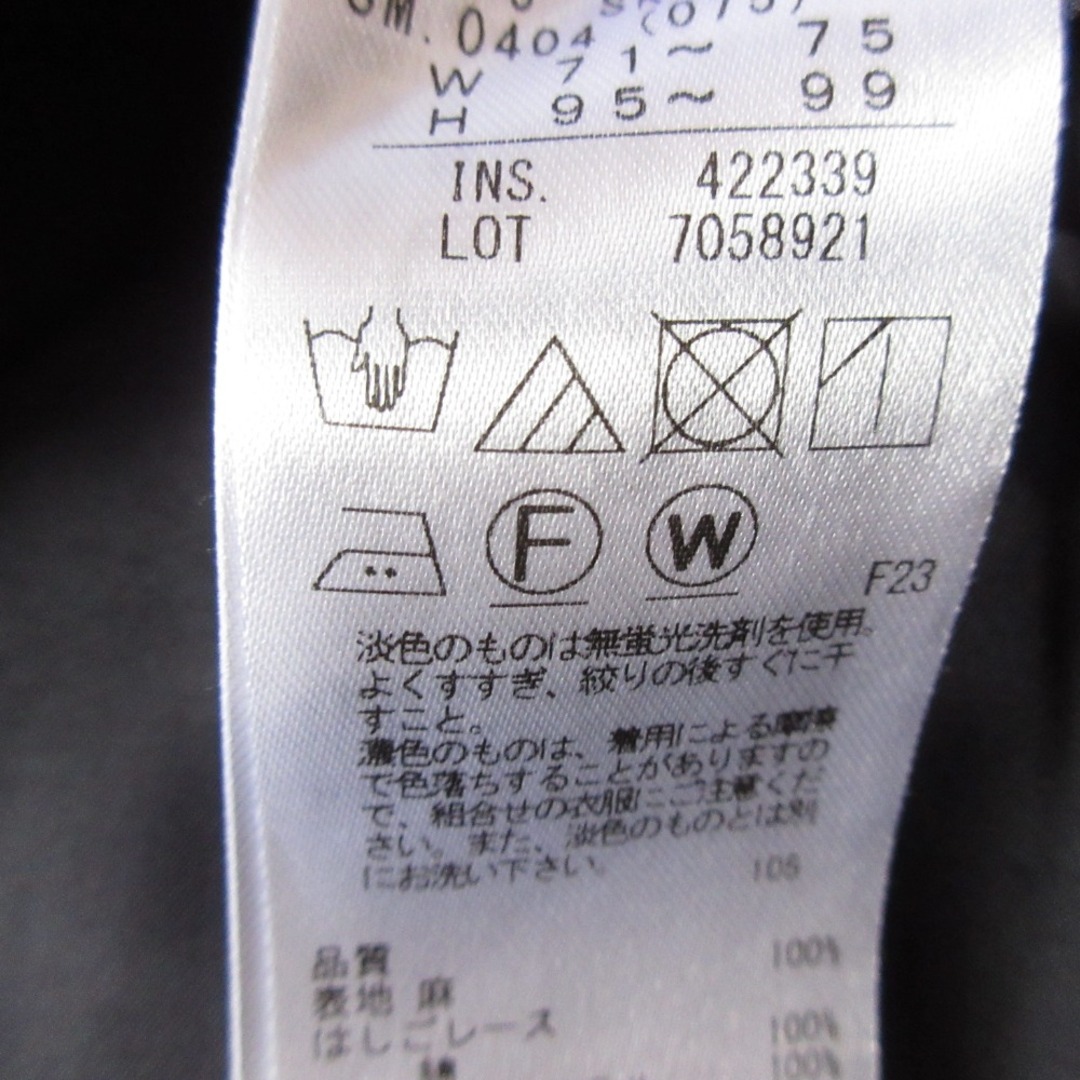 0404
W 71~ 75
H 95~ 99
INS. 422339
LOT 7058921
F W F23
淡色のものは無蛍光洗剤を使用。
よくすすぎ、絞りの後すぐに干
すこと。
濃色のものは、着用による摩擦
で色落ちすることがありますの
で、組合せの衣服にご注意くだ
さい。また、淡色のものとは別
にお洗い下さい。 106
品質 100%
表地 麻
はしごレース 100%
綿 100%